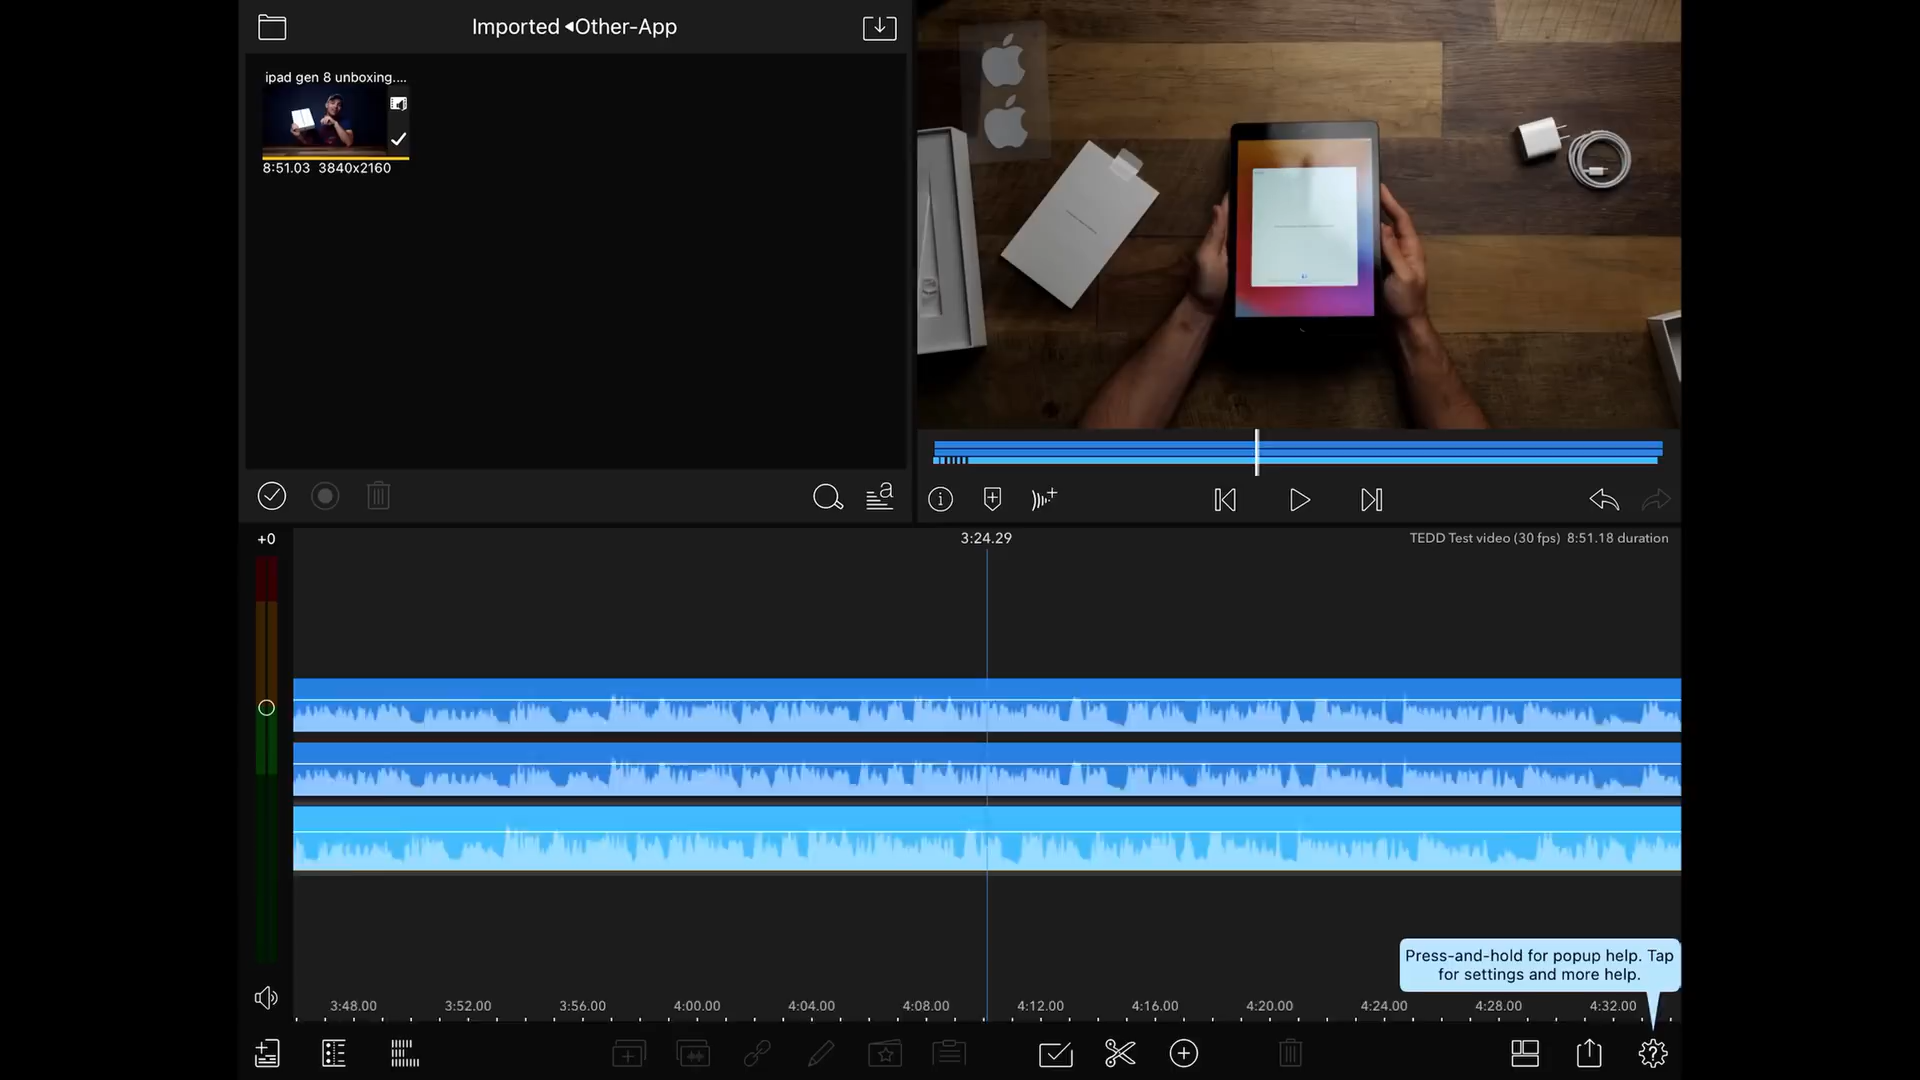 Imported ◂Other-App
ipad gen 8 unboxing....
8:51.03 3840x2160
+0
3:24.29
TEDD Test video (30 fps) 8:51.18 duration
Press-and-hold for popup help. Tap
for settings and more help.
3:48.00 3:52.00 3:56.00 4:00.00 4:04.00 4:08.00 4:12.00 4:16.00 4:20.00 4:24.00 4:28.00 4:32.00